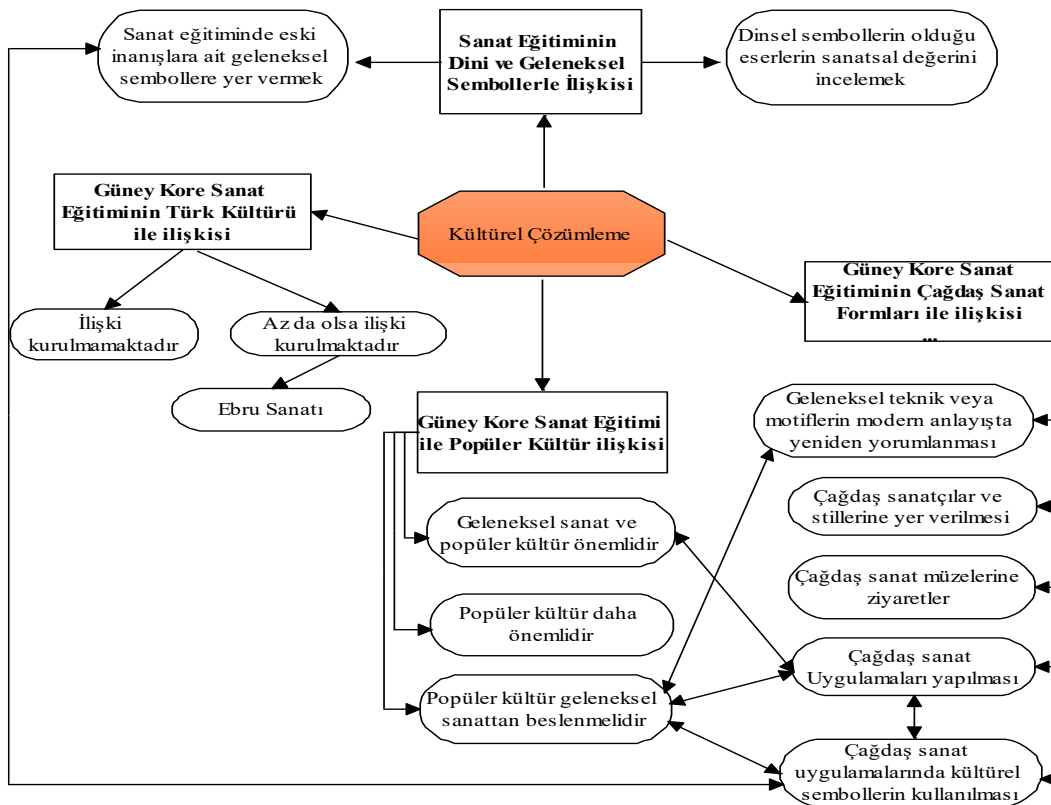 Sanat eğitiminde eski
inanışlara ait geleneksel
sembollere yer vermek
Sanat Eğitiminin
Dini ve Geleneksel
Sembollerle İlişkisi
Dinsel sembollerin olduğu
eserlerin sanatsal değerini
incelemek
Güney Kore Sanat
Eğitiminin Türk Kültürü
ile ilişkisi
Kültürel Çözümleme
Güney Kore Sanat
Eğitiminin Çağdaş Sanat
Formları ile ilişkisi
...
İlişki
kurulmamaktadır
Az da olsa ilişki
kurulmaktadır
Ebru Sanatı
Güney Kore Sanat Eğitimi
ile Popüler Kültür ilişkisi
Geleneksel teknik veya
motiflerin modern anlayışta
yeniden yorumlanması
Geleneksel sanat ve
popüler kültür önemlidir
Çağdaş sanatçılar ve
stillerine yer verilmesi
Çağdaş sanat müzelerine
ziyaretler
Popüler kültür daha
önemlidir
Çağdaş sanat
Uygulamaları yapılması
Popüler kültür geleneksel
sanattan beslenmelidir
Çağdaş sanat
uygulamalarında kültürel
sembollerin kullanılması